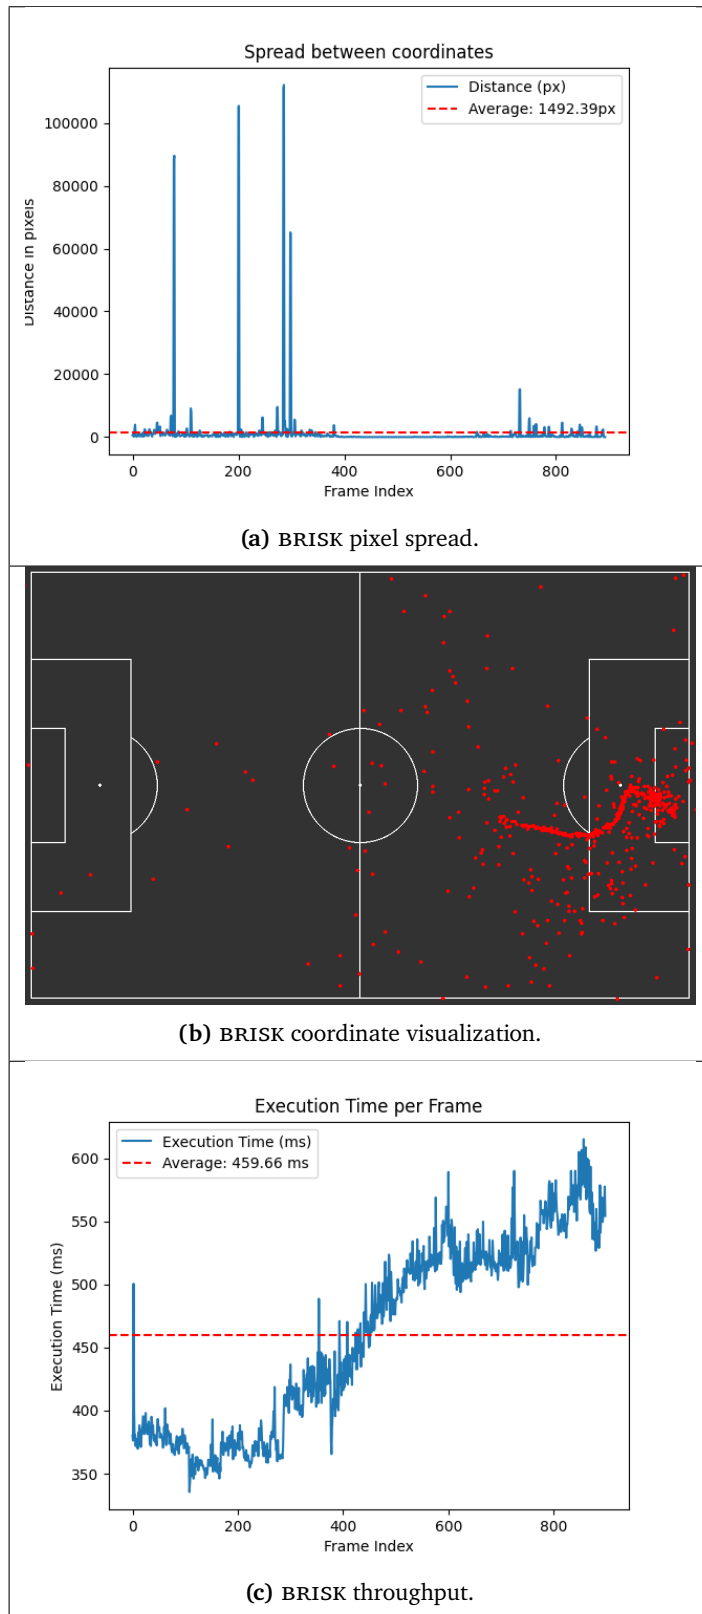 Spread between coordinates
Distance (px)
Average: 1492.39px
100000
80000
60000
40000
20000
0
Distance in pixels
0 200 400 600 800
Frame Index
(a) BRISK pixel spread.
(b) BRISK coordinate visualization.
Execution Time per Frame
Execution Time (ms)
Average: 459.66 ms
600
550
500
450
400
350
Execution Time (ms)
0 200 400 600 800
Frame Index
(c) BRISK throughput.